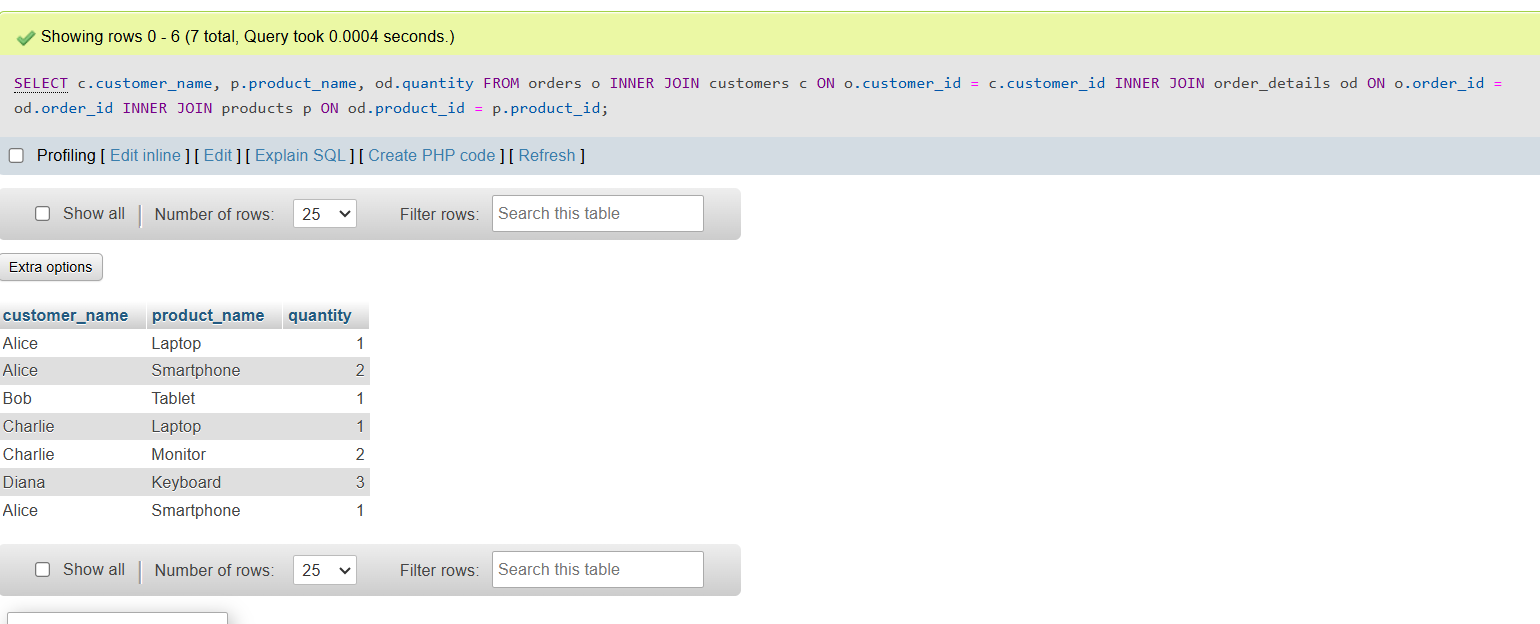 Showing rows 0 - 6 (7 total, Query took 0.0004 seconds.)
SELECT c.customer_name, p.product_name, od.quantity FROM orders o INNER JOIN customers c ON o.customer_id = c.customer_id INNER JOIN order_details od ON o.order_id =
od.order_id INNER JOIN products p ON od.product_id = p.product_id;
Profiling [ Edit inline ] [ Edit ] [ Explain SQL ] [ Create PHP code ] [ Refresh ]
Show all | Number of rows: 25 Filter rows: Search this table
Extra options
customer_name product_name quantity
Alice Laptop 1
Alice Smartphone 2
Bob Tablet 1
Charlie Laptop 1
Charlie Monitor 2
Diana Keyboard 3
Alice Smartphone 1
Show all | Number of rows: 25 Filter rows: Search this table